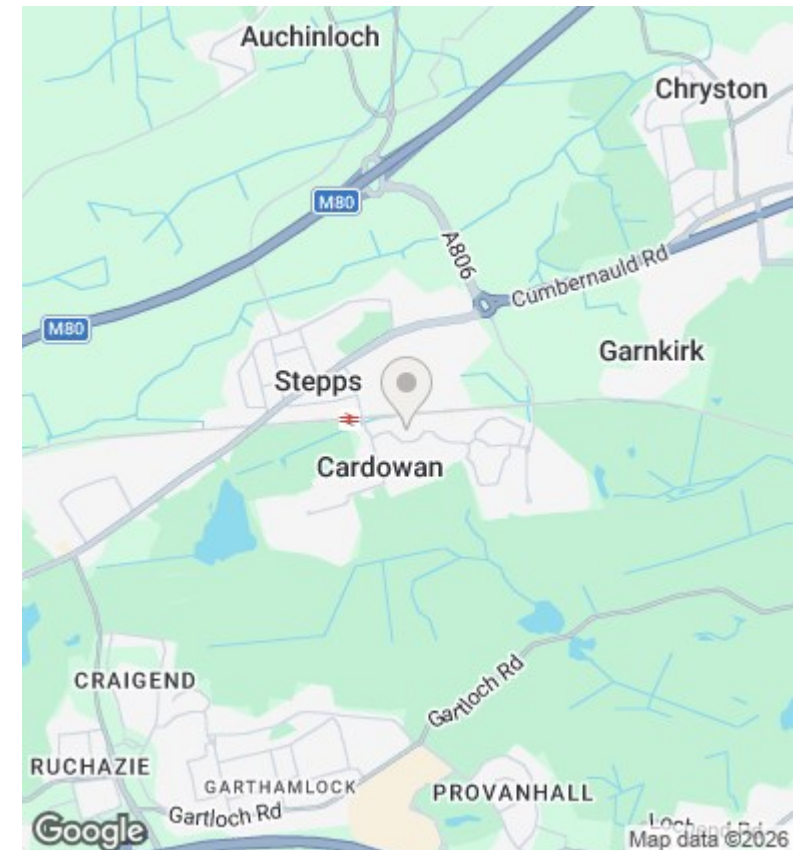 Auchinloch
Chryston
M80
A806
Cumbernauld Rd
M80
Garnkirk
Stepps
Cardowan
CRAIGEND
Gartloch Rd
RUCHAZIE
GARTHAMLOCK
PROVANHALL
Gartloch Rd
Google
Map data ©2026